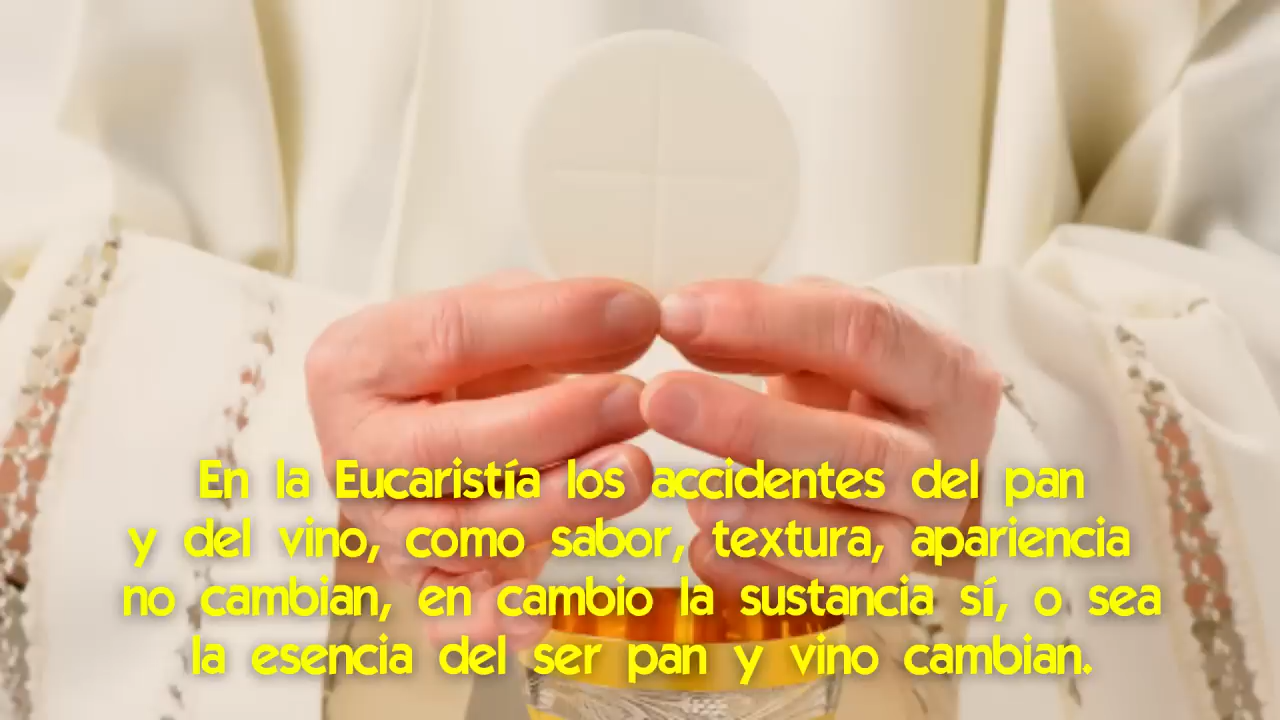 En la Eucaristía los accidentes del pan
y del vino, como sabor, textura, apariencia
no cambian, en cambio la sustancia sí, o sea
la esencia del ser pan y vino cambian.